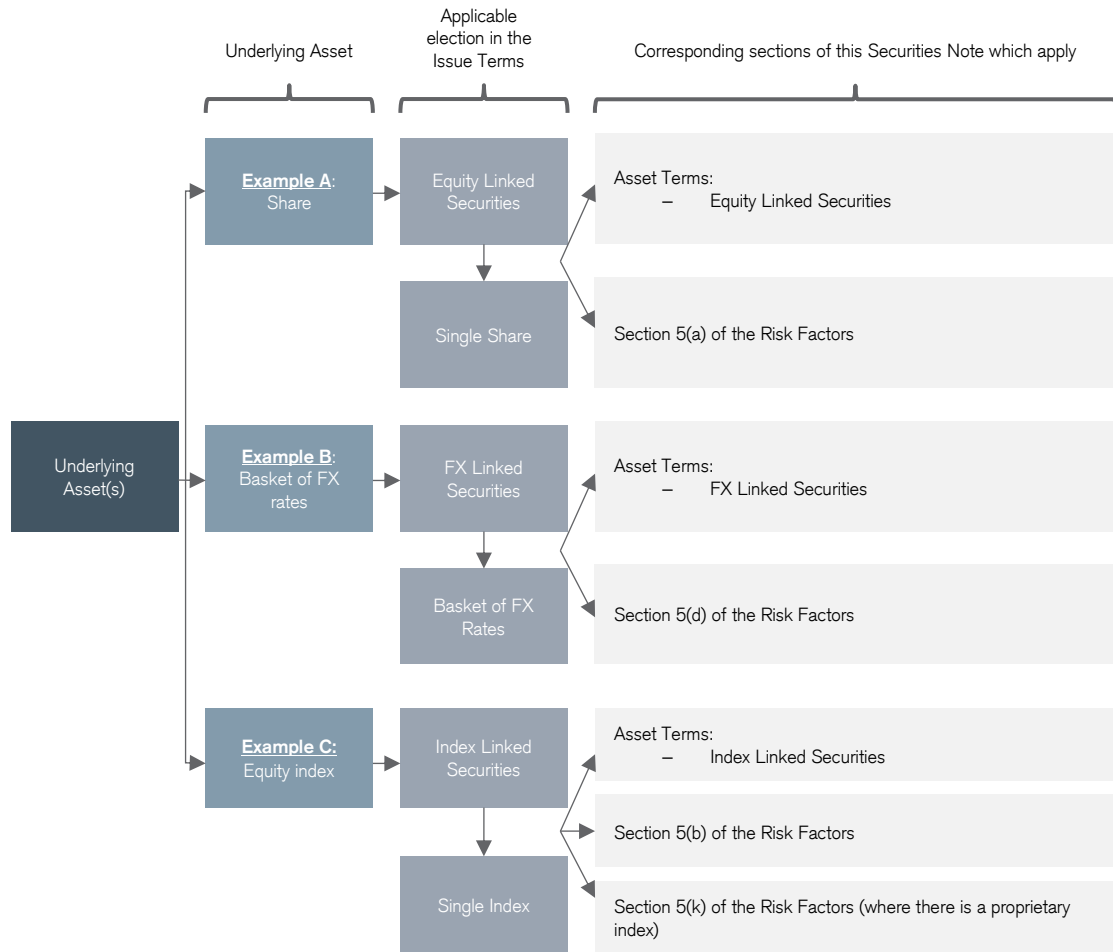 Underlying Asset
Applicable
election in the
Issue Terms
Corresponding sections of this Securities Note which apply
Underlying
Asset(s)
Example A:
Share
Equity Linked
Securities
Single Share
Asset Terms:
– Equity Linked Securities
Section 5(a) of the Risk Factors
Example B:
Basket of FX
rates
FX Linked
Securities
Basket of FX
Rates
Asset Terms:
– FX Linked Securities
Section 5(d) of the Risk Factors
Example C:
Equity index
Index Linked
Securities
Single Index
Asset Terms:
– Index Linked Securities
Section 5(b) of the Risk Factors
Section 5(k) of the Risk Factors (where there is a proprietary
index)